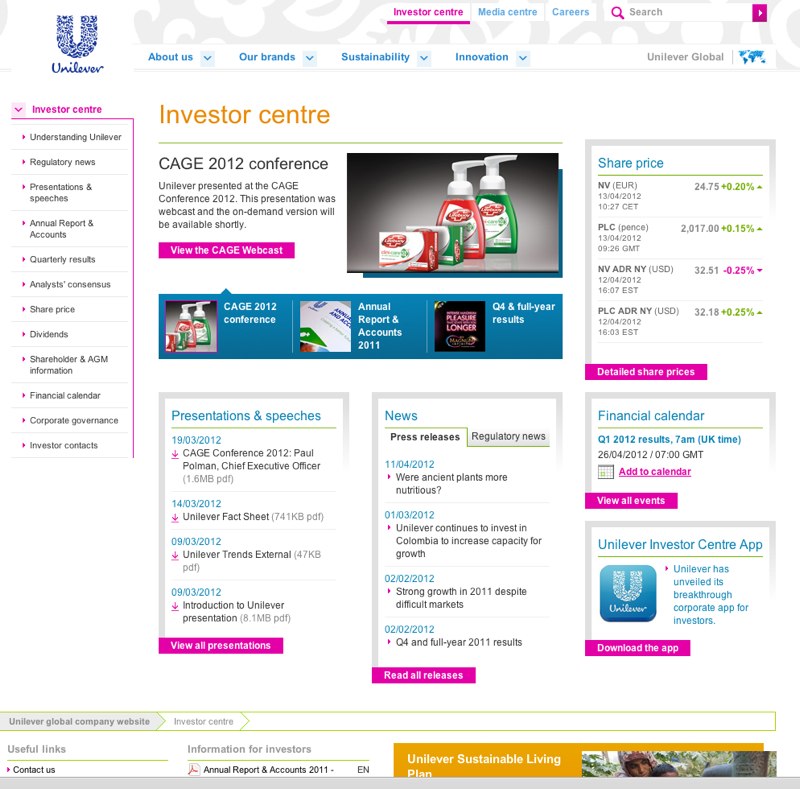 Investor centre
Media centre
Careers
Search
Unilever
About us
Our brands
Sustainability
Innovation
Unilever Global
Investor centre
Understanding Unilever
Regulatory news
Presentations &
speeches
Annual Report &
Accounts
Quarterly results
Analysts' consensus
Share price
Dividends
Shareholder & AGM
information
Financial calendar
Corporate governance
Investor contacts
Investor centre
CAGE 2012 conference
Unilever presented at the CAGE
Conference 2012. This presentation was
webcast and the on-demand version will
be available shortly.
View the CAGE Webcast
CAGE 2012
conference
Annual
Report &
Accounts
2011
PLEASURE
LONGER
MAGNUM
Q4 & full-year
results
Share price
NV (EUR) 24.75 +0.20%
13/04/2012
10:27 CET
PLC (pence) 2,017.00 +0.15%
13/04/2012
09:26 GMT
NV ADR NY (USD) 32.51 -0.25%
12/04/2012
16:07 EST
PLC ADR NY (USD) 32.18 +0.25%
12/04/2012
16:03 EST
Detailed share prices
Presentations & speeches
19/03/2012
CAGE Conference 2012: Paul
Polman, Chief Executive Officer
(1.6MB pdf)
14/03/2012
Unilever Fact Sheet (741KB pdf)
09/03/2012
Unilever Trends External (47KB
pdf)
09/03/2012
Introduction to Unilever
presentation (8.1MB pdf)
View all presentations
News
Press releases
Regulatory news
11/04/2012
Were ancient plants more
nutritious?
01/03/2012
Unilever continues to invest in
Colombia to increase capacity for
growth
02/02/2012
Strong growth in 2011 despite
difficult markets
02/02/2012
Q4 and full-year 2011 results
Read all releases
Financial calendar
Q1 2012 results, 7am (UK time)
26/04/2012 / 07:00 GMT
Add to calendar
View all events
Unilever Investor Centre App
Unilever
Unilever has
unveiled its
breakthrough
corporate app for
investors.
Download the app
Unilever global company website
Investor centre
Useful links
Contact us
Information for investors
Annual Report & Accounts 2011 - EN
Unilever Sustainable Living
Plan